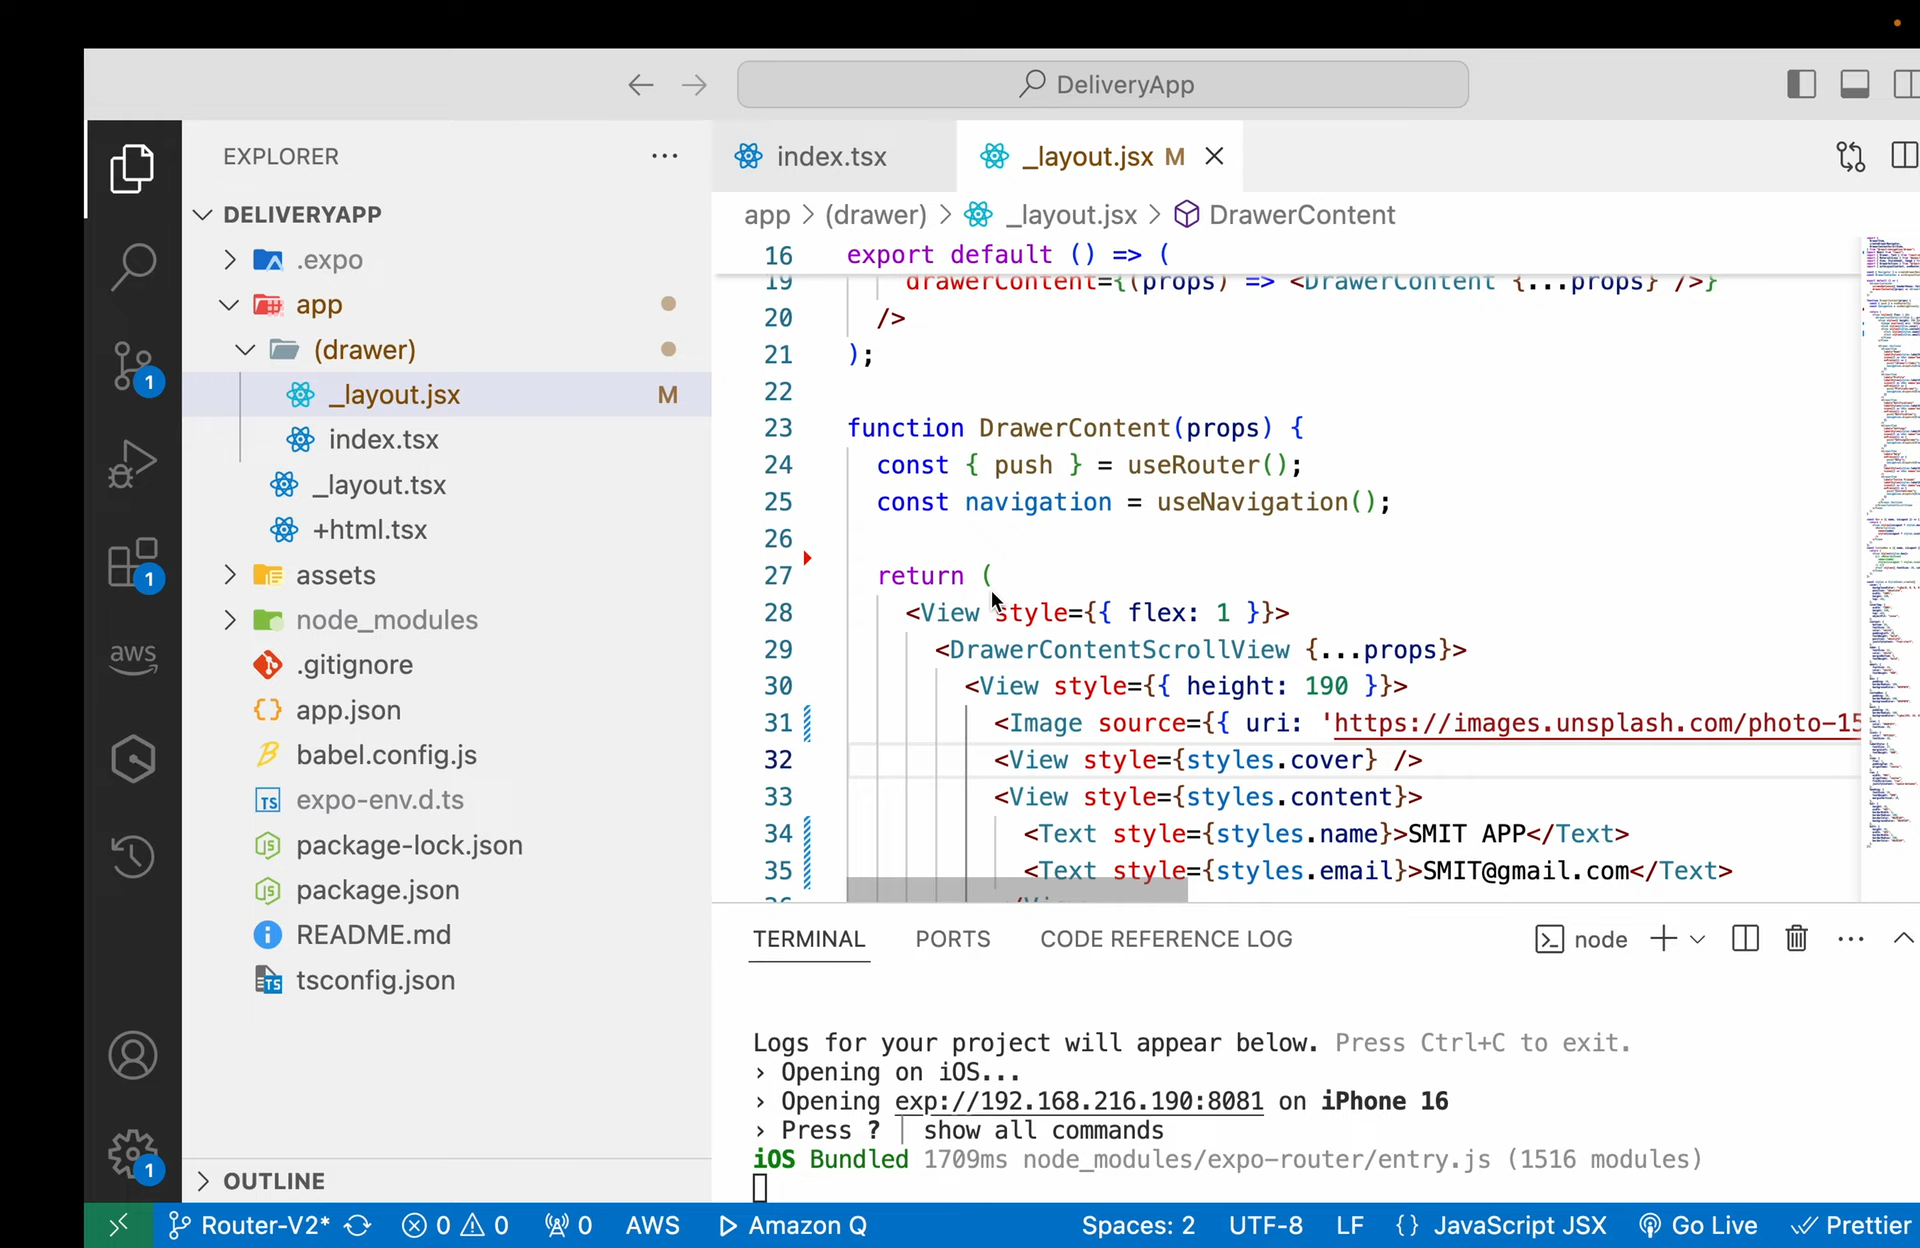 DeliveryApp
EXPLORER
index.tsx
_layout.jsx M
DELIVERYAPP
app > (drawer) > _layout.jsx > DrawerContent
.expo
app
(drawer)
_layout.jsx M
index.tsx
_layout.tsx
+html.tsx
assets
node_modules
.gitignore
app.json
babel.config.js
expo-env.d.ts
package-lock.json
package.json
README.md
tsconfig.json
OUTLINE
1
1
aws
1
16 export default () => (
19 drawerContent={(props) => <DrawerContent {...props} />}
20 />
21 );
22
23 function DrawerContent(props) {
24 const { push } = useRouter();
25 const navigation = useNavigation();
26
27 return (
28 <View style={{ flex: 1 }}>
29 <DrawerContentScrollView {...props}>
30 <View style={{ height: 190 }}>
31 <Image source={{ uri: 'https://images.unsplash.com/photo-15
32 <View style={styles.cover} />
33 <View style={styles.content}>
34 <Text style={styles.name}>SMIT APP</Text>
35 <Text style={styles.email}>SMIT@gmail.com</Text>
TERMINAL PORTS CODE REFERENCE LOG node
Logs for your project will appear below. Press Ctrl+C to exit.
› Opening on iOS...
› Opening exp://192.168.216.190:8081 on iPhone 16
› Press ? │ show all commands
iOS Bundled 1709ms node_modules/expo-router/entry.js (1516 modules)
Router-V2* 0 0 0 AWS Amazon Q Spaces: 2 UTF-8 LF {} JavaScript JSX Go Live Prettier